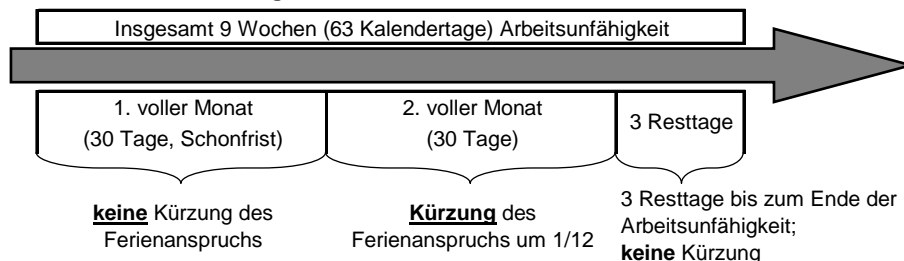 Insgesamt 9 Wochen (63 Kalendertage) Arbeitsunfähigkeit
1. voller Monat
(30 Tage, Schonfrist)
2. voller Monat
(30 Tage)
3 Resttage
keine Kürzung des
Ferienanspruchs
Kürzung des
Ferienanspruchs um 1/12
3 Resttage bis zum Ende der
Arbeitsunfähigkeit;
keine Kürzung